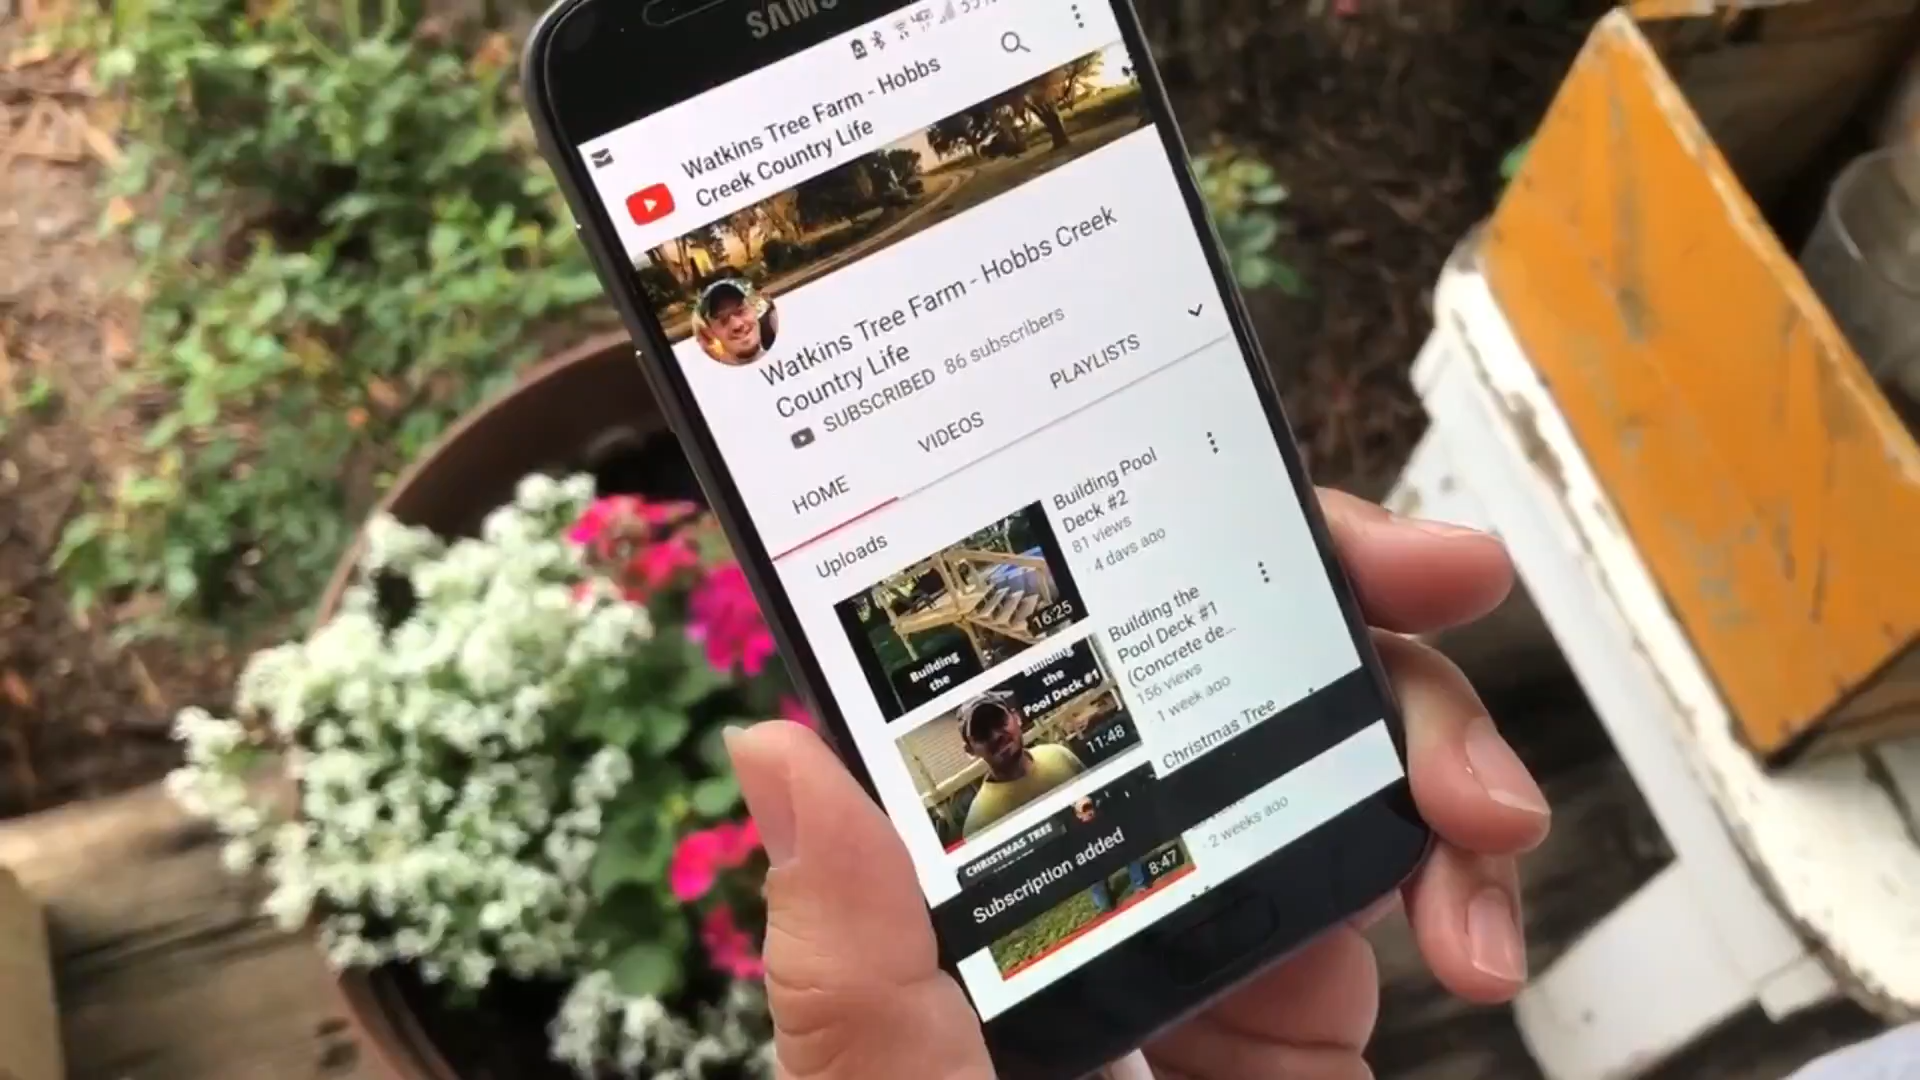 SAMS
Watkins Tree Farm - Hobbs
Creek Country Life
Watkins Tree Farm - Hobbs Creek
Country Life
SUBSCRIBED 86 subscribers
HOME
VIDEOS
PLAYLISTS
Uploads
Building
the
16:25
Building Pool
Deck #2
81 views
· 4 days ago
Building
the
Pool Deck #1
11:48
Building the
Pool Deck #1
(Concrete de...
156 views
· 1 week ago
CHRISTMAS TREE
8:47
Christmas Tree
· 2 weeks ago
Subscription added